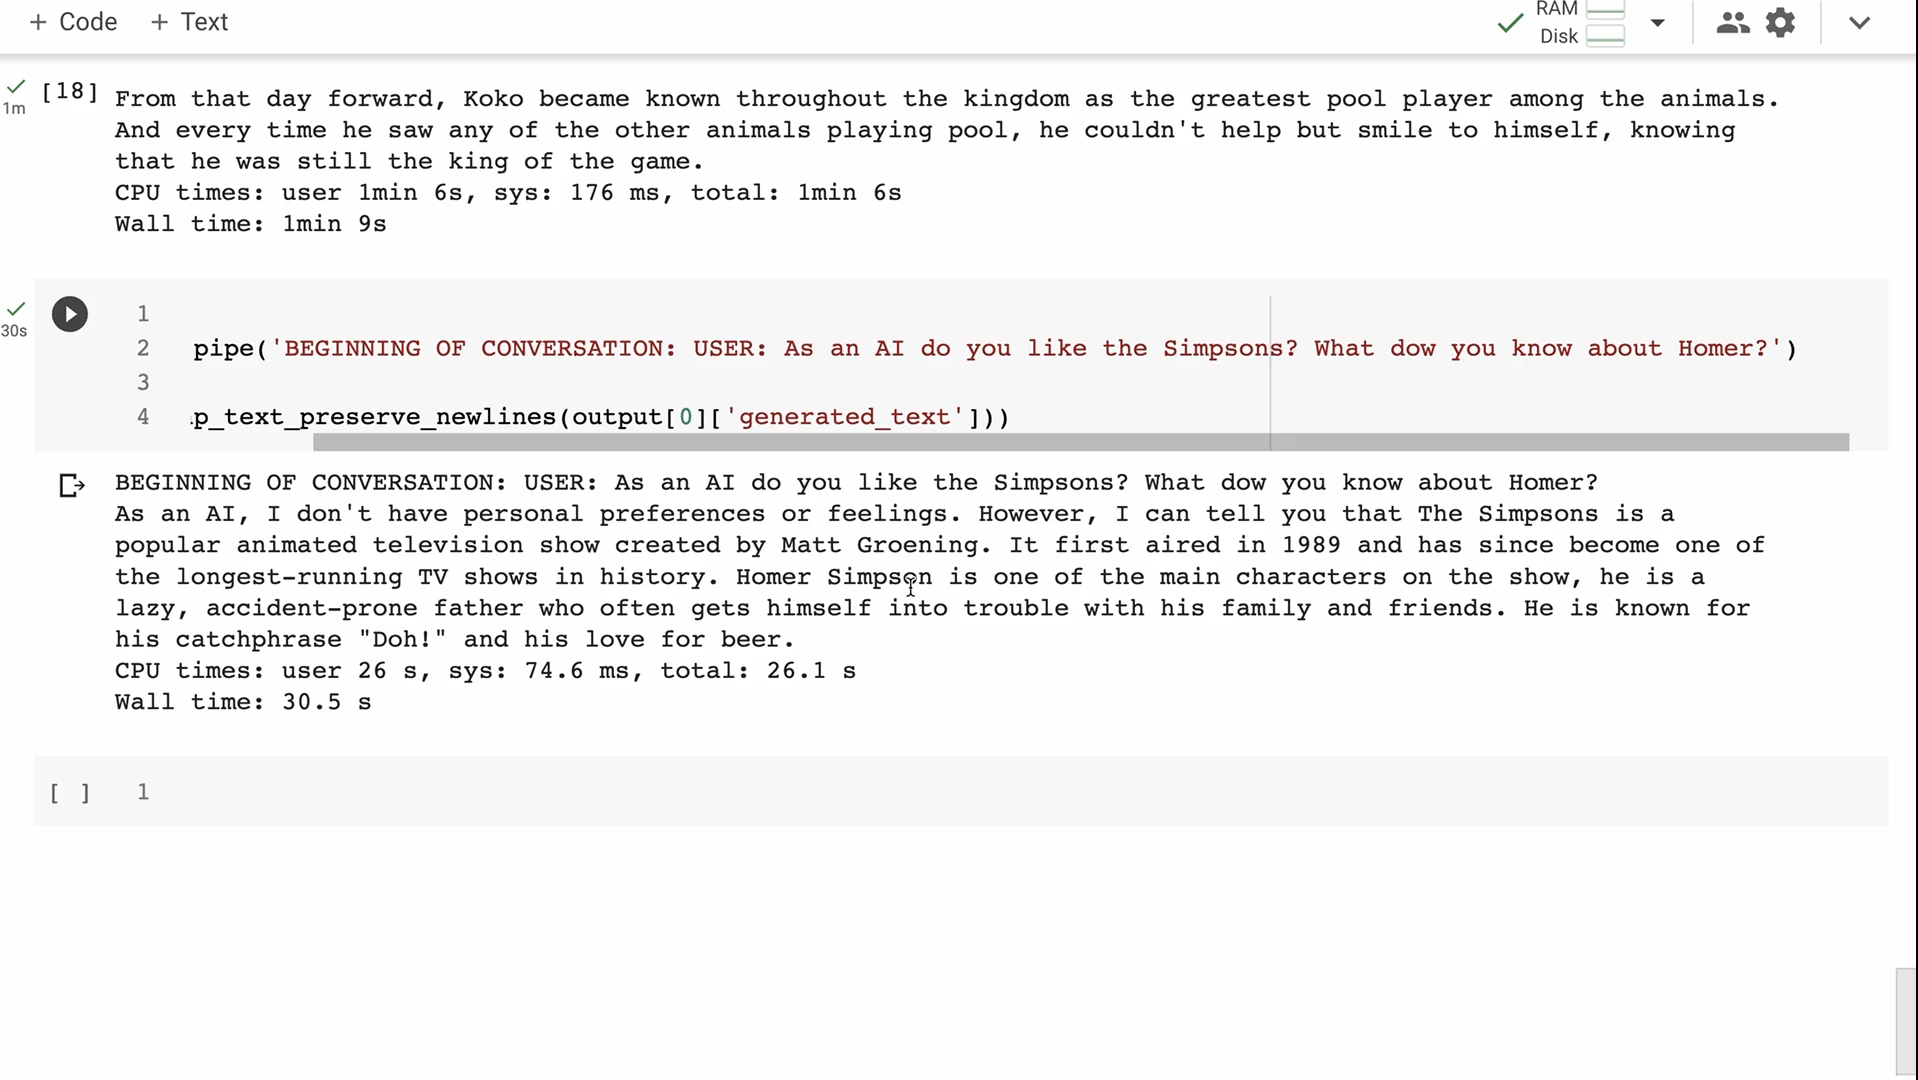 + Code + Text
RAM
Disk
[18] From that day forward, Koko became known throughout the kingdom as the greatest pool player among the animals.
1m
And every time he saw any of the other animals playing pool, he couldn't help but smile to himself, knowing
that he was still the king of the game.
CPU times: user 1min 6s, sys: 176 ms, total: 1min 6s
Wall time: 1min 9s
30s
1
2 pipe('BEGINNING OF CONVERSATION: USER: As an AI do you like the Simpsons? What dow you know about Homer?')
3
4 p_text_preserve_newlines(output[0]['generated_text']))
BEGINNING OF CONVERSATION: USER: As an AI do you like the Simpsons? What dow you know about Homer?
As an AI, I don't have personal preferences or feelings. However, I can tell you that The Simpsons is a
popular animated television show created by Matt Groening. It first aired in 1989 and has since become one of
the longest-running TV shows in history. Homer Simpson is one of the main characters on the show, he is a
lazy, accident-prone father who often gets himself into trouble with his family and friends. He is known for
his catchphrase "Doh!" and his love for beer.
CPU times: user 26 s, sys: 74.6 ms, total: 26.1 s
Wall time: 30.5 s
[ ] 1